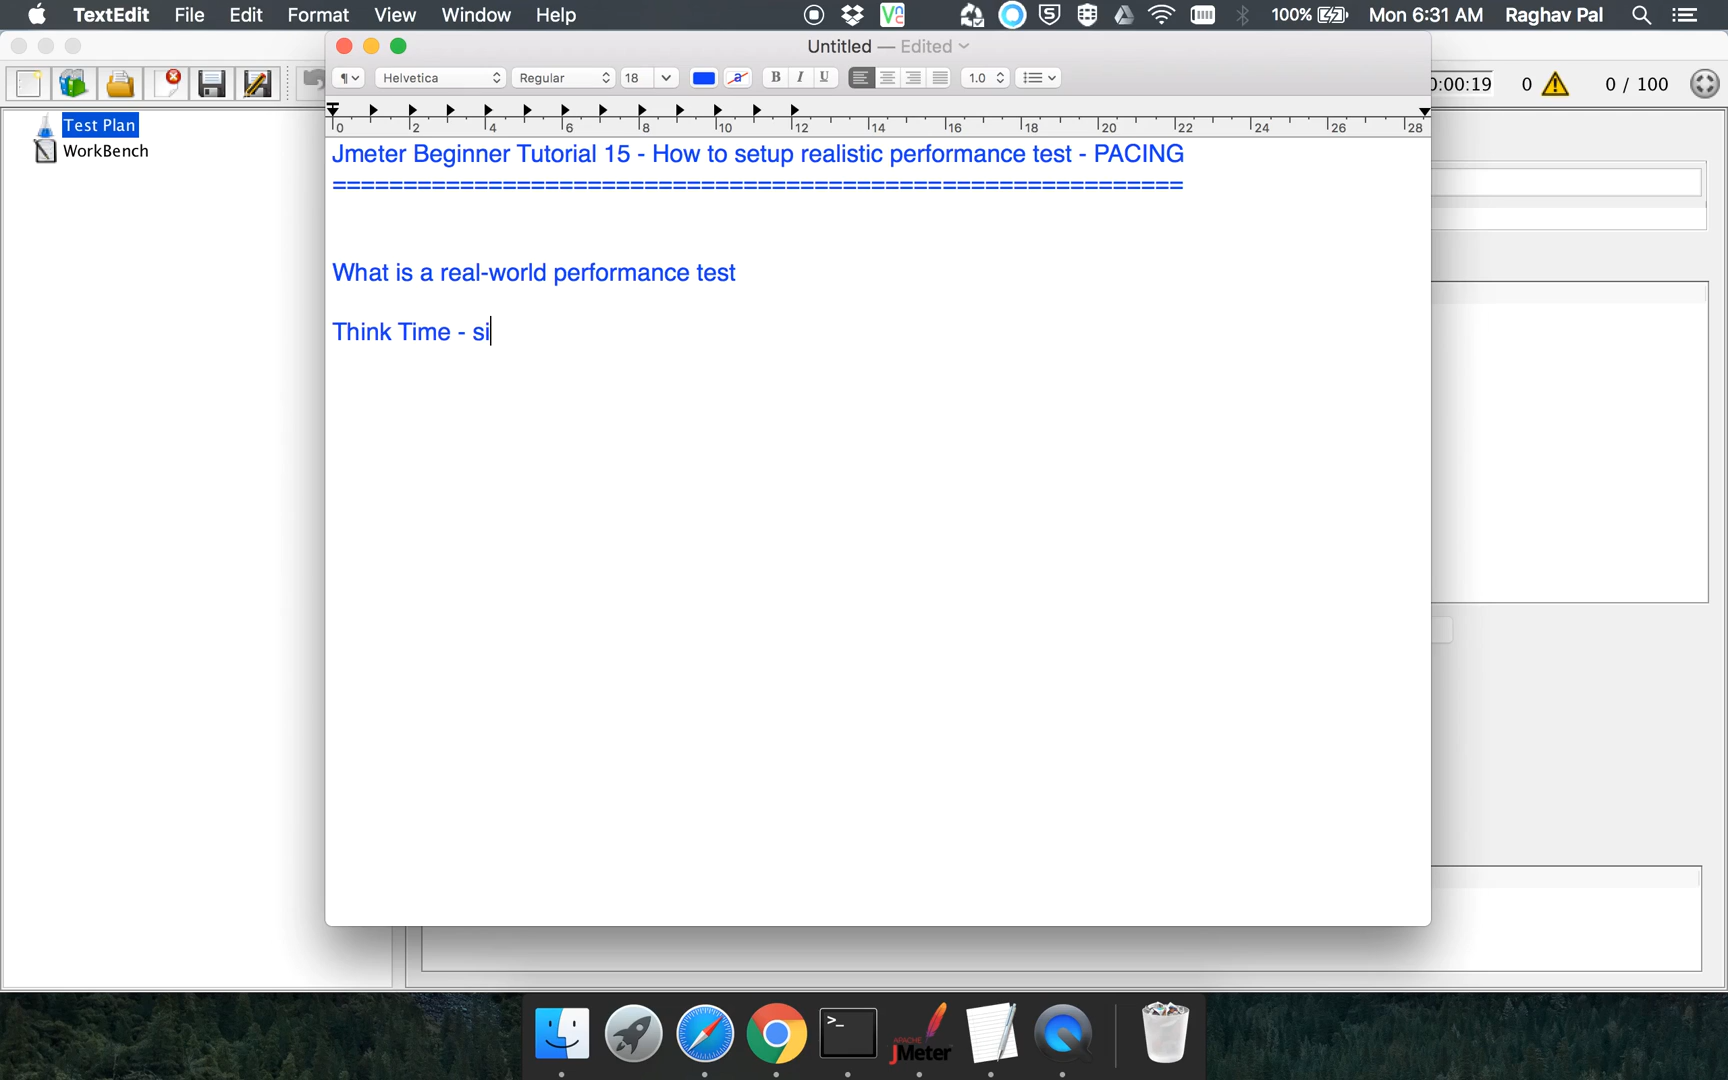 TextEdit File Edit Format View Window Help 100% Mon 6:31 AM Raghav Pal
Untitled — Edited
Helvetica Regular 18 B I U 1.0
0:00:19 0 0 / 100
0 2 4 6 8 10 12 14 16 18 20 22 24 26 28
Test Plan
WorkBench
Jmeter Beginner Tutorial 15 - How to setup realistic performance test - PACING
============================================================
What is a real-world performance test
Think Time - si
APACHE
JMeter